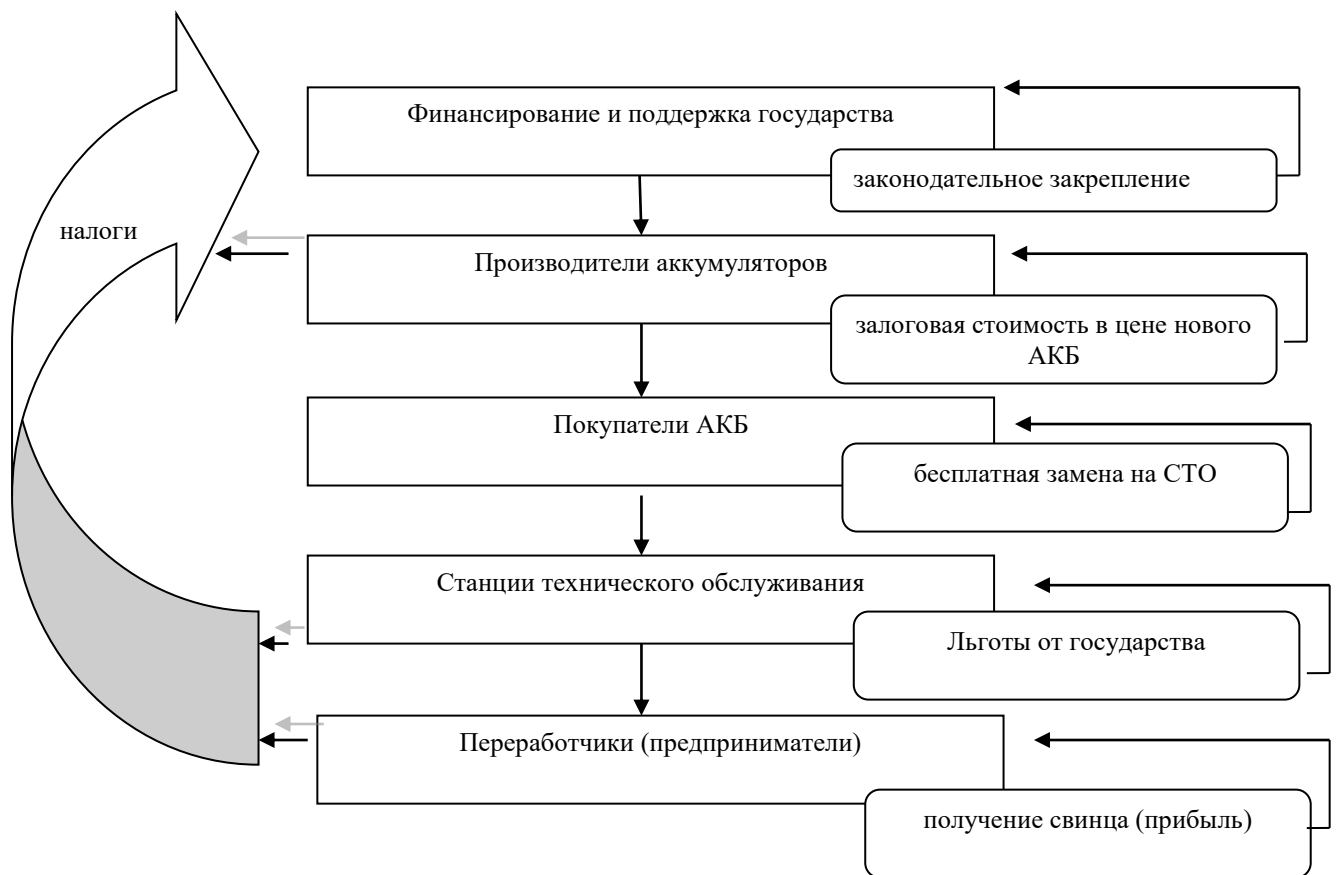 Финансирование и поддержка государства
законодательное закрепление
налоги
Производители аккумуляторов
залоговая стоимость в цене нового
АКБ
Покупатели АКБ
бесплатная замена на СТО
Станции технического обслуживания
Льготы от государства
Переработчики (предприниматели)
получение свинца (прибыль)